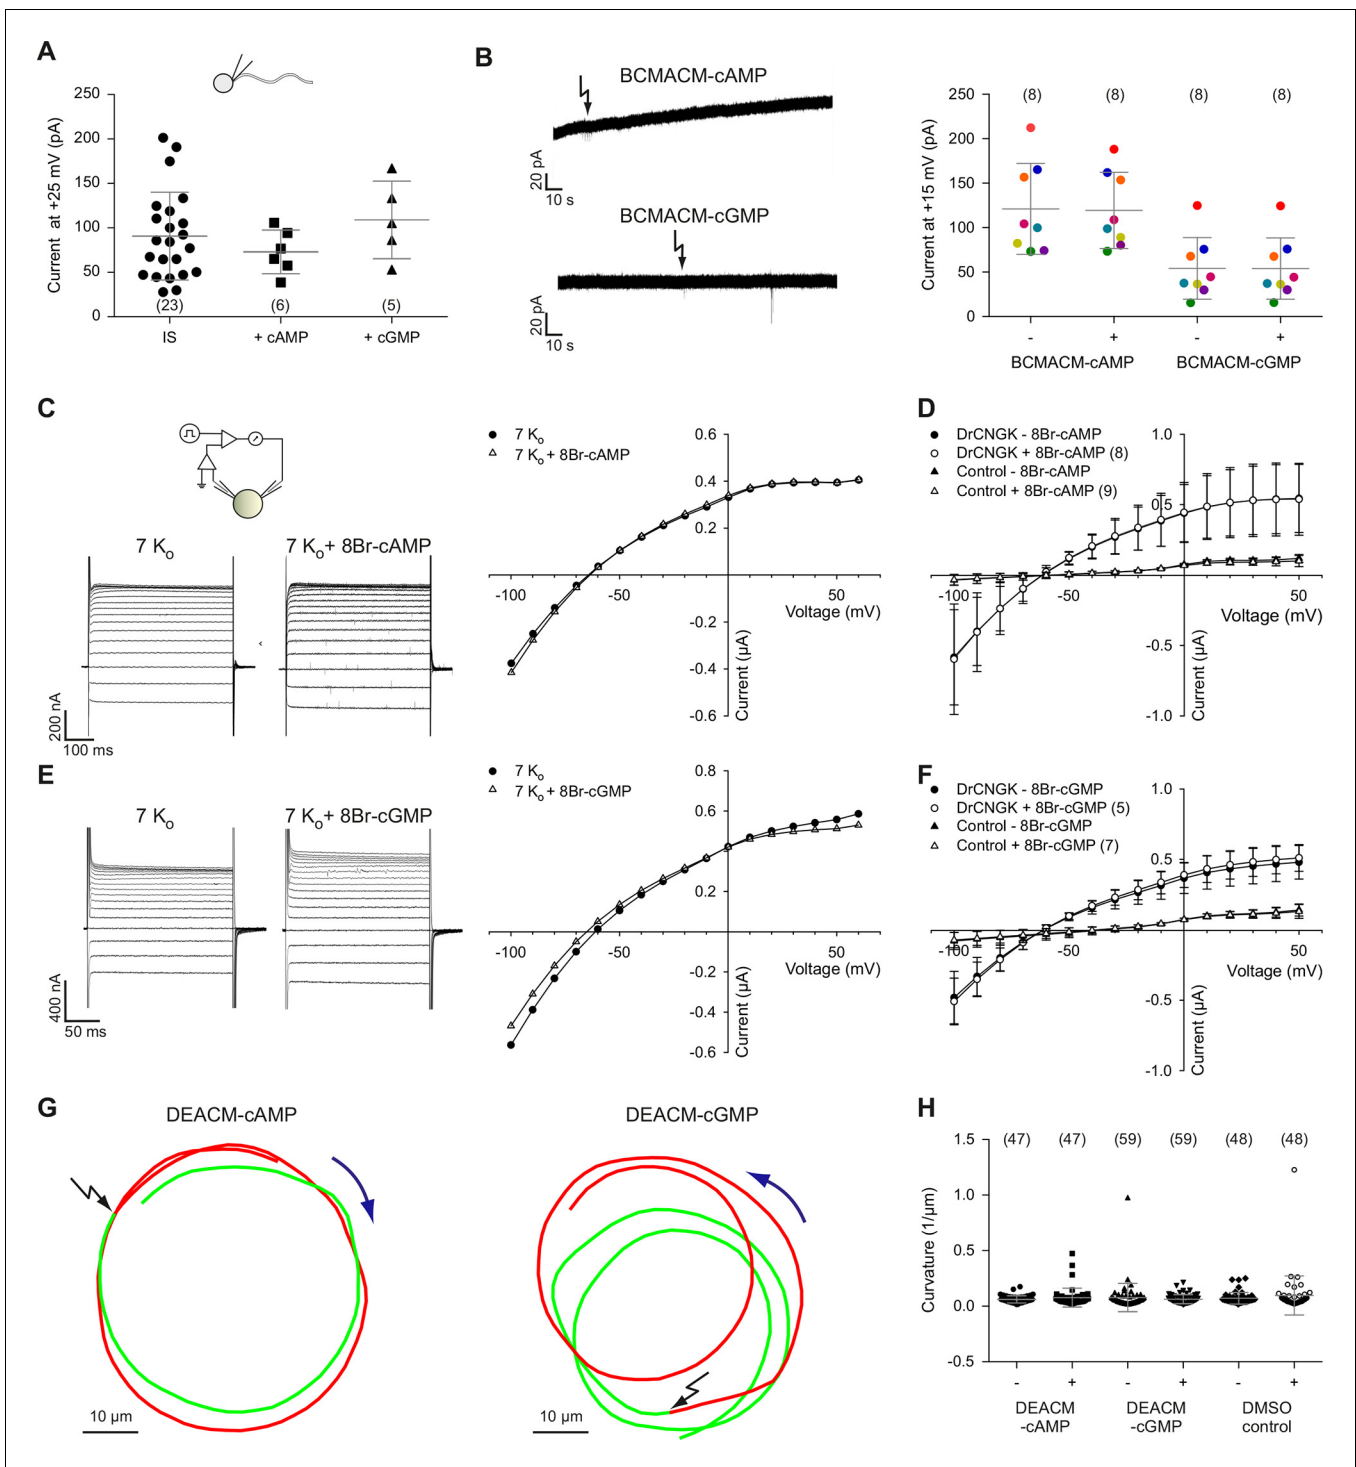 A
Current at +25 mV (pA)
250
200
150
100
50
0
(23)
(6)
(5)
IS
+ cAMP
+ cGMP
B
BCMACM-cAMP
20 pA
10 s
BCMACM-cGMP
20 pA
10 s
Current at +15 mV (pA)
250
200
150
100
50
0
(8)
(8)
(8)
(8)
-
+
-
+
BCMACM-cAMP
BCMACM-cGMP
C
7 Ko
7 Ko+ 8Br-cAMP
200 nA
100 ms
7 Ko
7 Ko+ 8Br-cAMP
0.6
0.4
0.2
-0.2
-0.4
-0.6
-100
-50
50
Voltage (mV)
Current (µA)
D
DrCNGK - 8Br-cAMP
DrCNGK + 8Br-cAMP (8)
Control - 8Br-cAMP
Control + 8Br-cAMP (9)
1.0
0.5
-0.5
-1.0
-100
-50
50
Voltage (mV)
Current (µA)
E
7 Ko
7 Ko+ 8Br-cGMP
400 nA
50 ms
7 Ko
7 Ko+ 8Br-cGMP
0.8
0.6
0.4
0.2
-0.2
-0.4
-0.6
-100
-50
50
Voltage (mV)
Current (µA)
F
DrCNGK - 8Br-cGMP
DrCNGK + 8Br-cGMP (5)
Control - 8Br-cGMP
Control + 8Br-cGMP (7)
1.0
0.5
-0.5
-1.0
-100
-50
50
Voltage (mV)
Current (µA)
G
DEACM-cAMP
10 µm
DEACM-cGMP
10 µm
H
Curvature (1/µm)
1.5
1.0
0.5
0.0
-0.5
(47)
(47)
(59)
(59)
(48)
(48)
-
+
-
+
-
+
DEACM
-cAMP
DEACM
-cGMP
DMSO
control